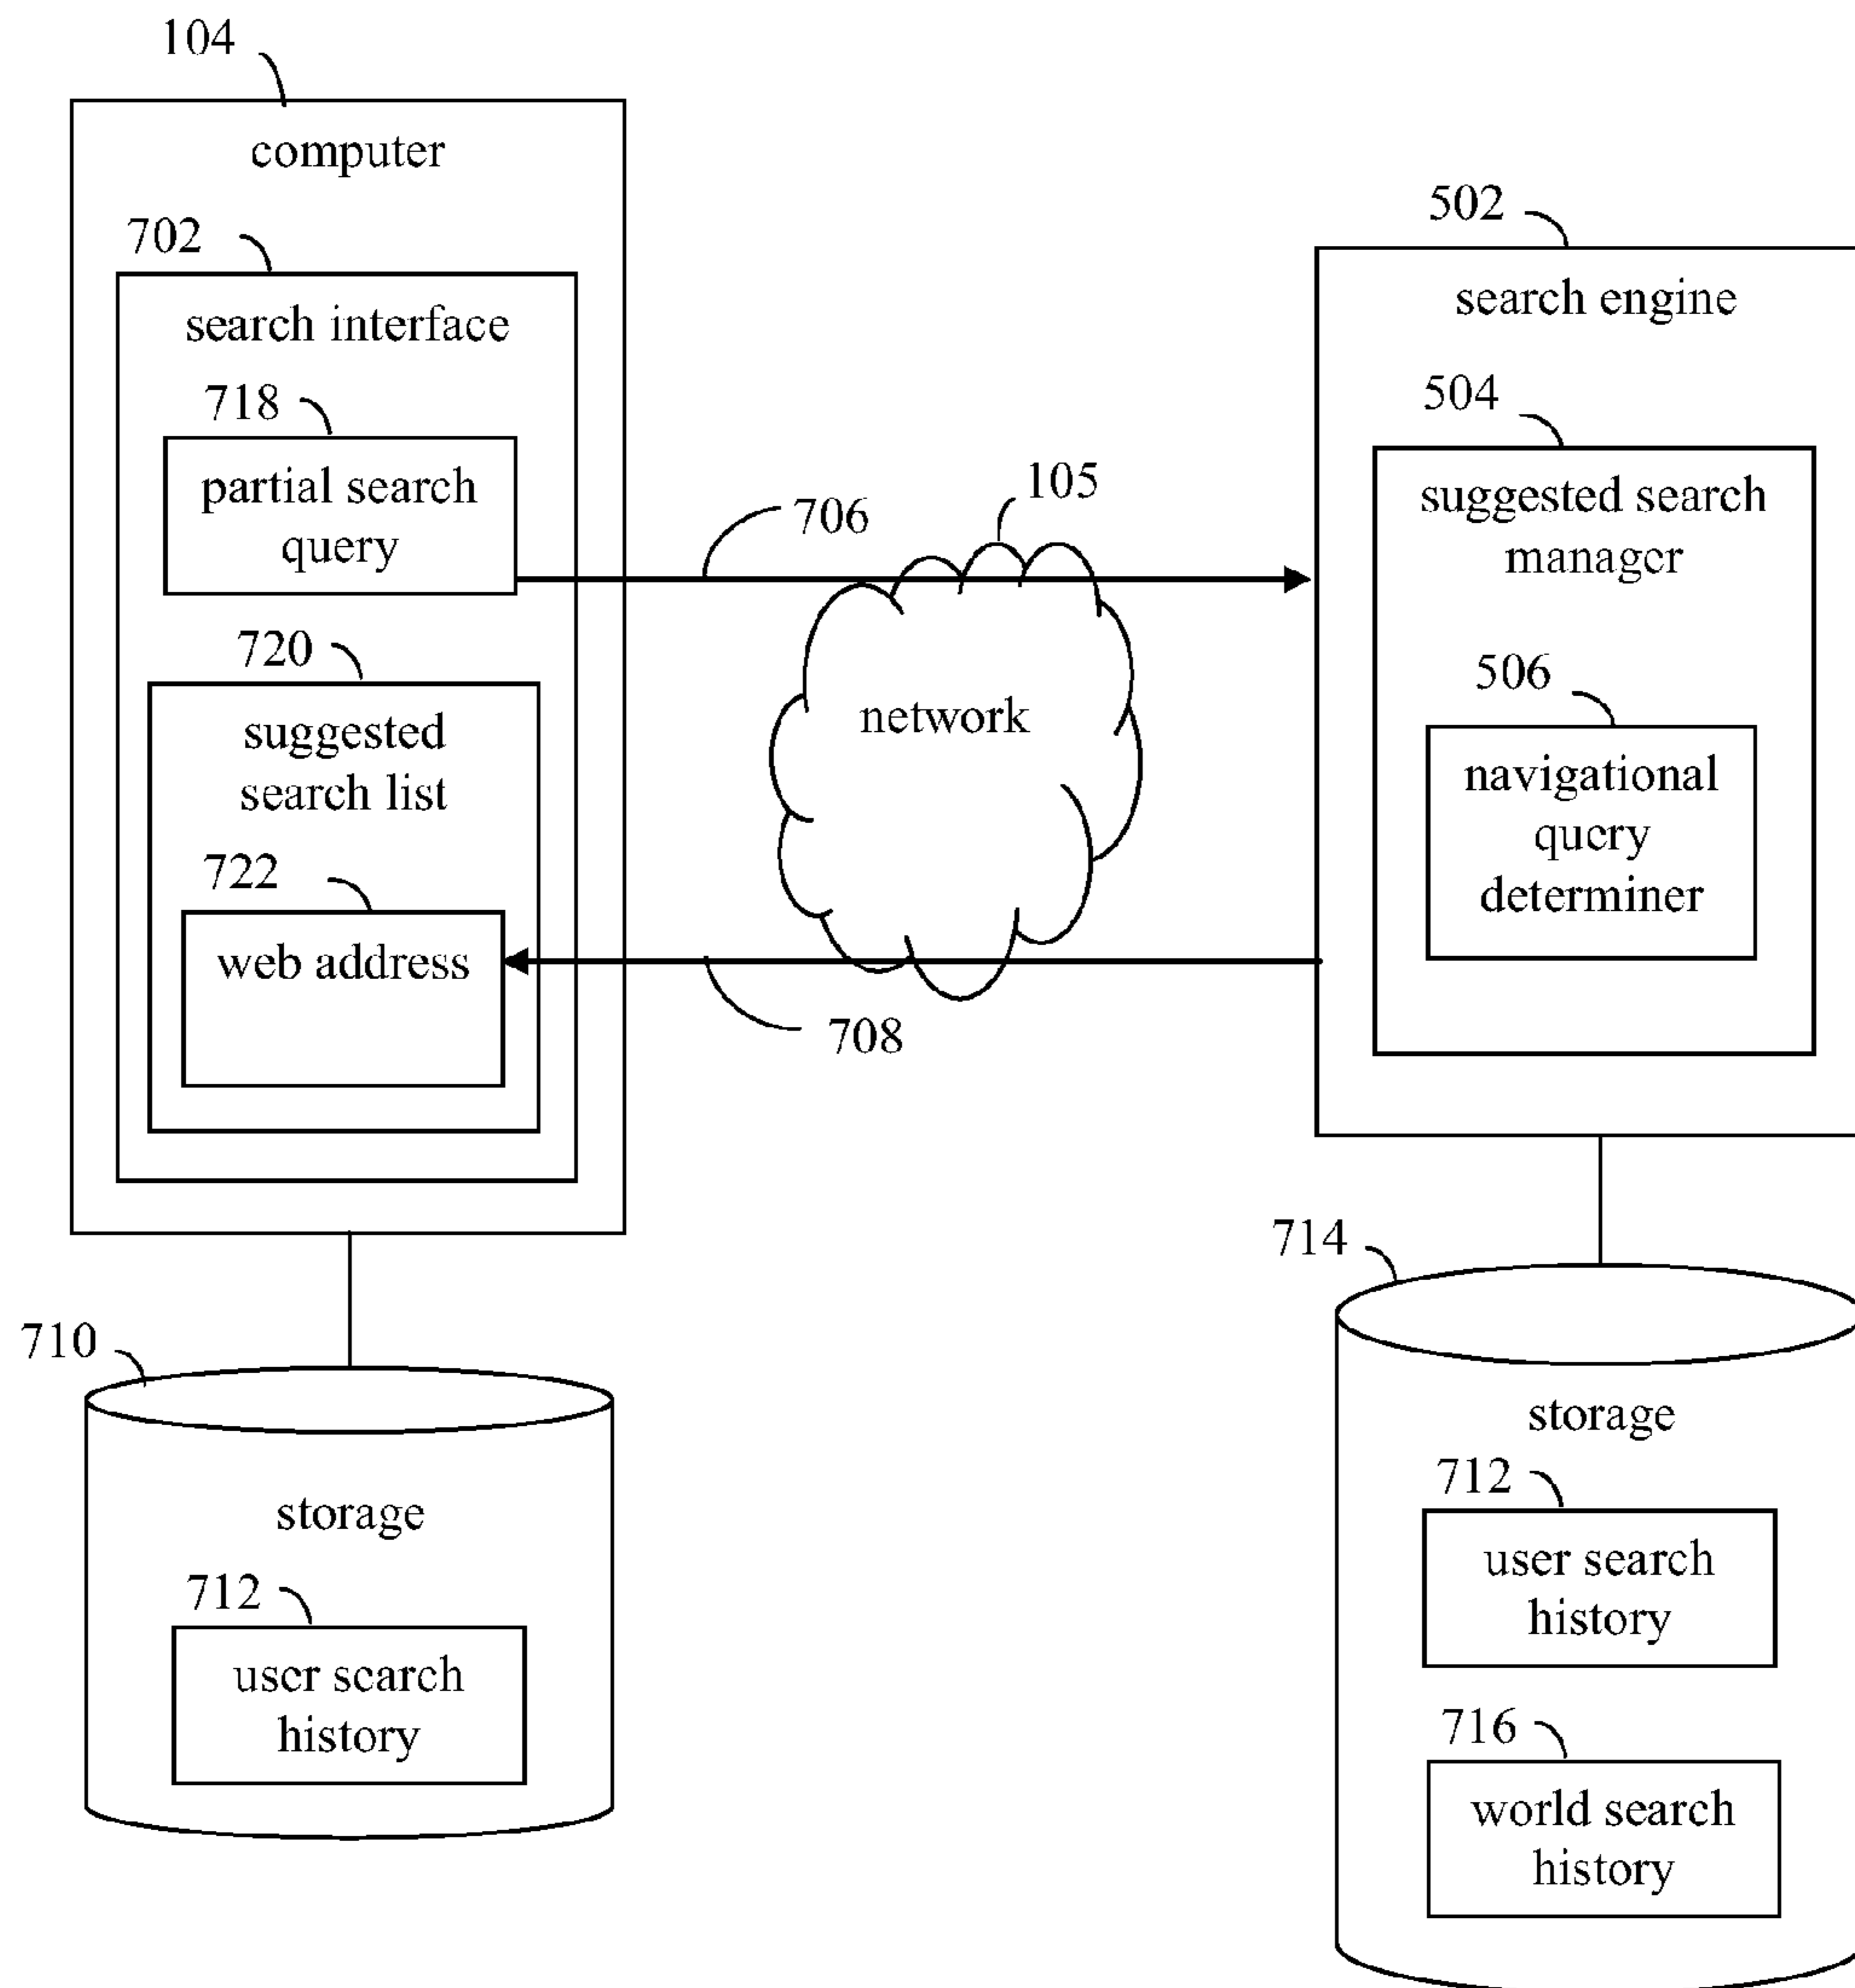 104
computer
702
search interface
718
partial search
query
720
suggested
search list
722
web address
706
105
network
708
502
search engine
504
suggested search
manager
506
navigational
query
determiner
710
storage
712
user search
history
714
storage
712
user search
history
716
world search
history